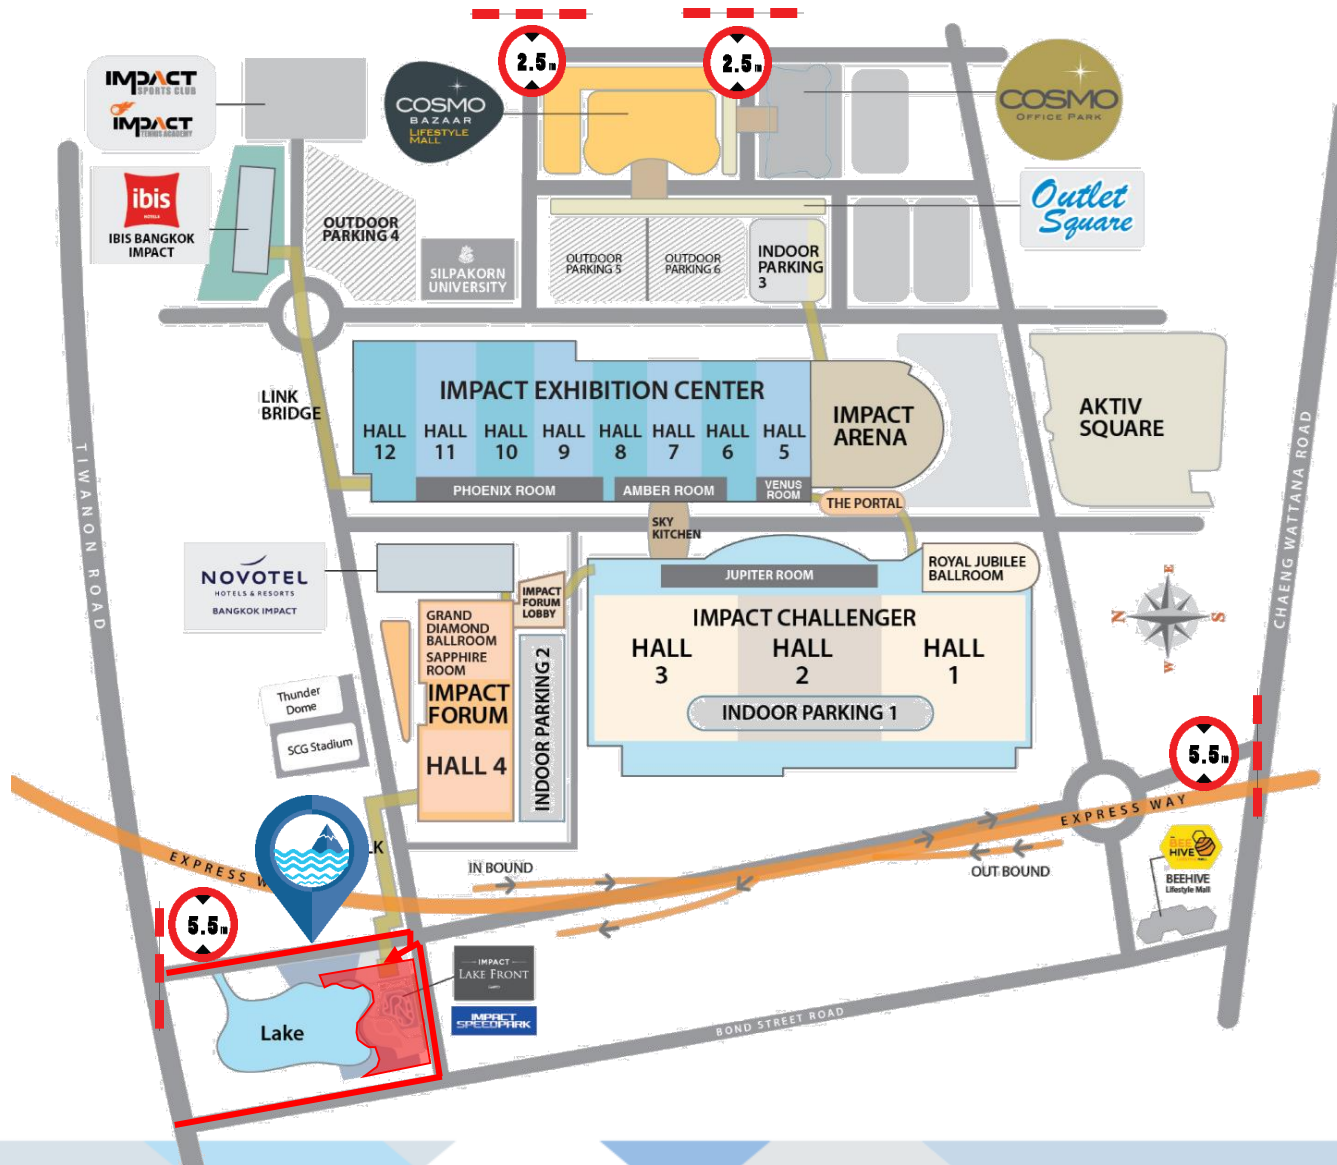 2.5m
2.5m
IMPACT
SPORTS CLUB
IMPACT
TENNIS ACADEMY
COSMO
BAZAAR
LIFESTYLE
MALL
COSMO
OFFICE PARK
ibis
HOTELS
IBIS BANGKOK
IMPACT
OUTDOOR
PARKING 4
SILPAKORN
UNIVERSITY
OUTDOOR
PARKING 5
OUTDOOR
PARKING 6
INDOOR
PARKING
3
Outlet
Square
LINK
BRIDGE
IMPACT EXHIBITION CENTER
HALL
12
HALL
11
HALL
10
HALL
9
HALL
8
HALL
7
HALL
6
HALL
5
PHOENIX ROOM
AMBER ROOM
VENUS
ROOM
IMPACT
ARENA
THE PORTAL
AKTIV
SQUARE
TIWANON ROAD
CHAENG WATTANA ROAD
SKY
KITCHEN
NOVOTEL
HOTELS & RESORTS
BANGKOK IMPACT
IMPACT
FORUM
LOBBY
GRAND
DIAMOND
BALLROOM
SAPPHIRE
ROOM
IMPACT
FORUM
HALL 4
INDOOR PARKING 2
JUPITER ROOM
ROYAL JUBILEE
BALLROOM
IMPACT CHALLENGER
HALL
3
HALL
2
HALL
1
INDOOR PARKING 1
E
N
S
W
Thunder
Dome
SCG Stadium
5.5m
EXPRESS WAY
BEE
HIVE
BEEHIVE
Lifestyle Mall
LK
EXPRESS W
IN BOUND
OUT BOUND
5.5m
IMPACT
LAKE FRONT
IMPACT
SPEEDPARK
Lake
BOND STREET ROAD